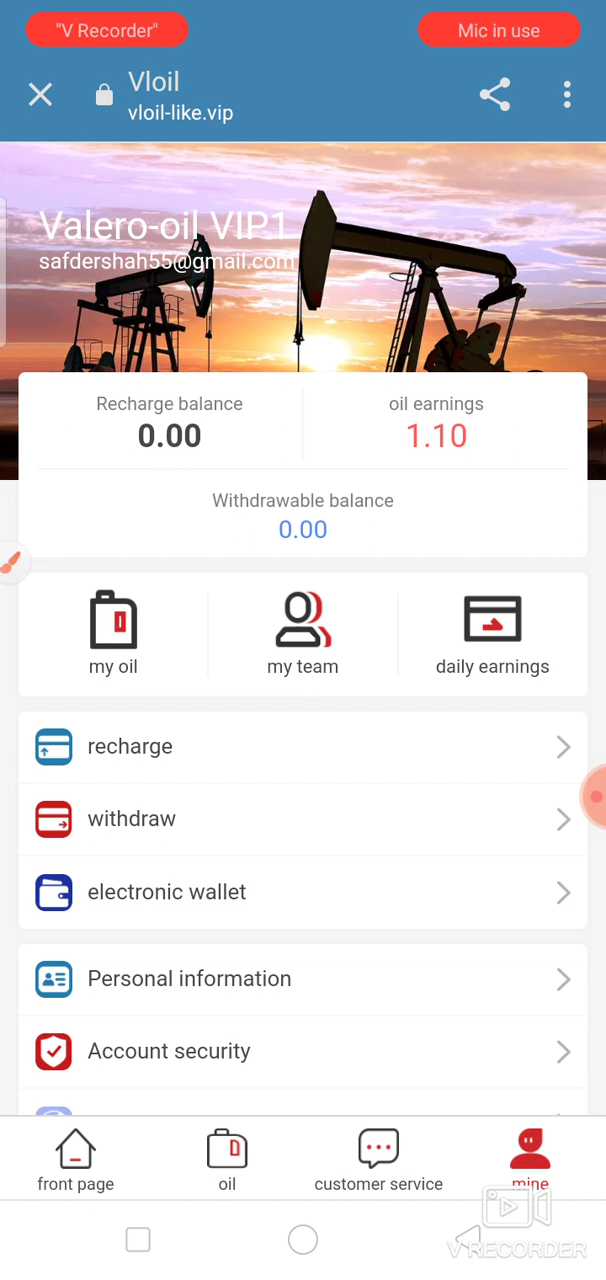 "V Recorder"
Mic in use
Vloil
vloil-like.vip
Valero-oil VIP1
safdershah55@gmail.com
Recharge balance
oil earnings
0.00
1.10
Withdrawable balance
0.00
my oil
my team
daily earnings
recharge
withdraw
electronic wallet
Personal information
Account security
front page
oil
customer service
mine
V RECORDER